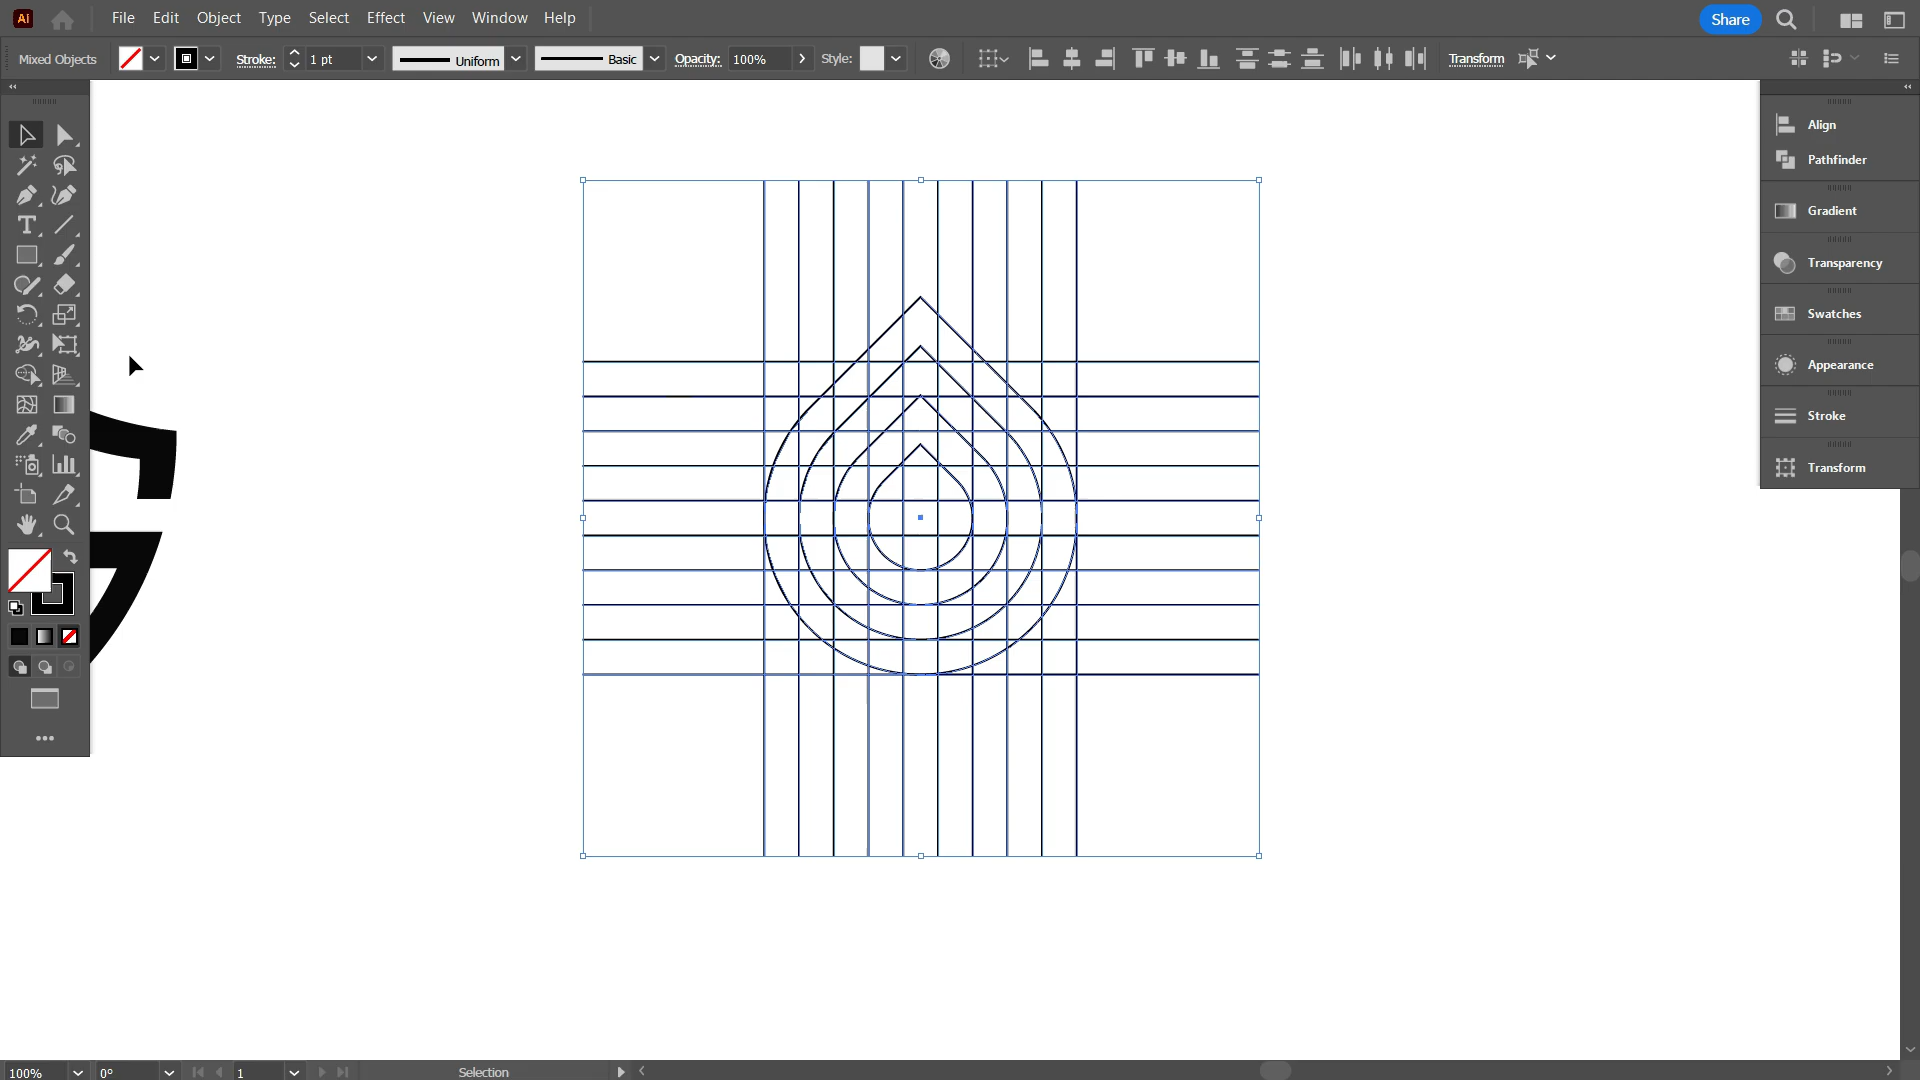 Ai File Edit Object Type Select Effect View Window Help Share
Mixed Objects Stroke: 1 pt Uniform Basic Opacity: 100% Style: Transform
Align
Pathfinder
Gradient
Transparency
Swatches
Appearance
Stroke
Transform
100% 0° 1 Selection